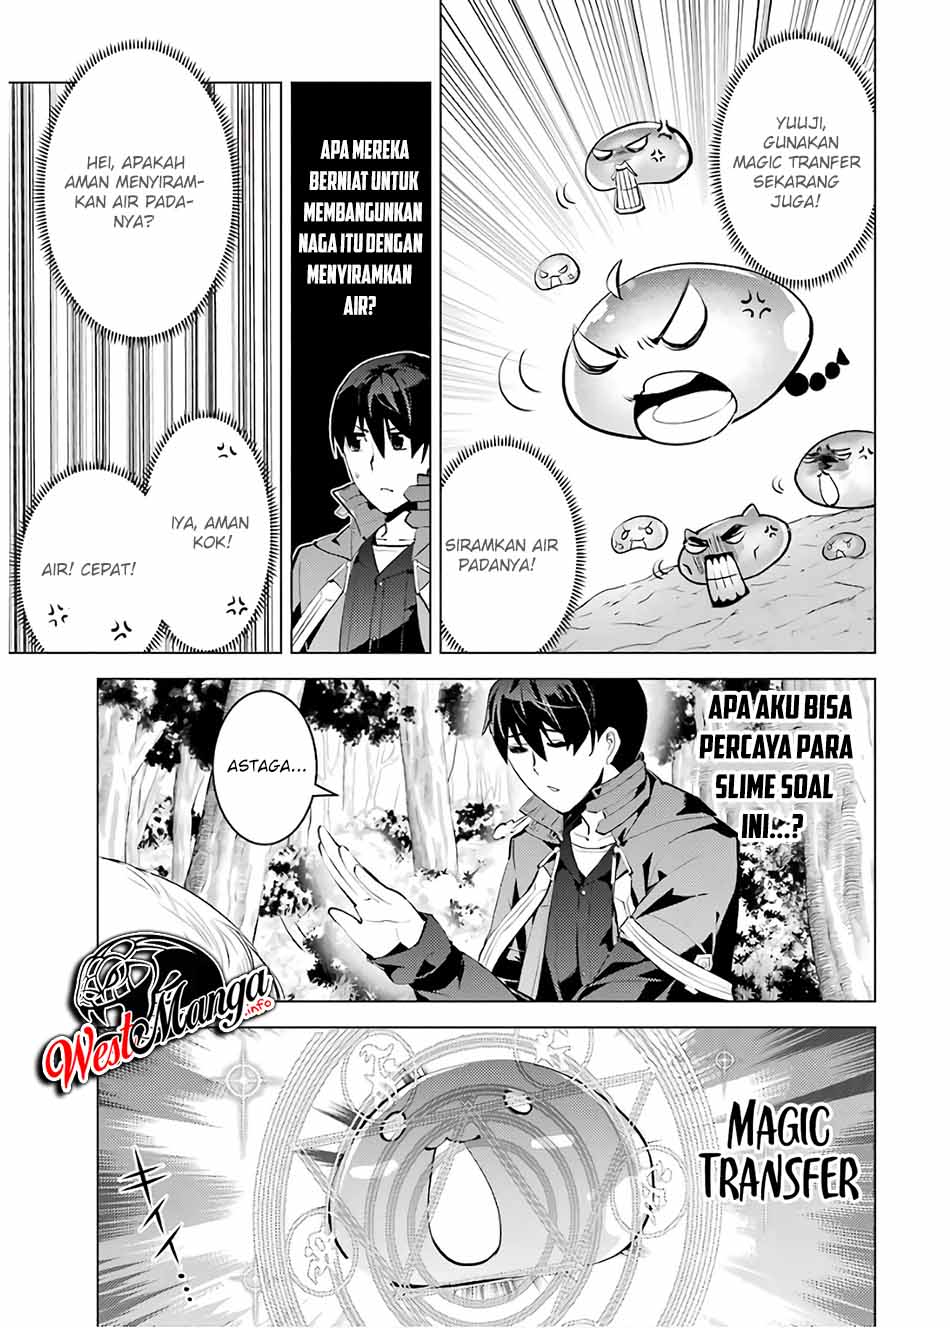 YUUJI,
GUNAKAN
MAGIC TRANFER
SEKARANG
JUGA!
SIRAMKAN AIR
PADANYA!
APA MEREKA
BERNIAT UNTUK
MEMBANGUNKAN
NAGA ITU DENGAN
MENYIRAMKAN
AIR?
HEI, APAKAH
AMAN MENYIRAM-
KAN AIR PADA-
NYA?
IYA, AMAN
KOK!
AIR! CEPAT!
APA AKU BISA
PERCAYA PARA
SLIME SOAL
INI...?
ASTAGA...
WESTMANGA
.info
MAGIC
TRANSFER